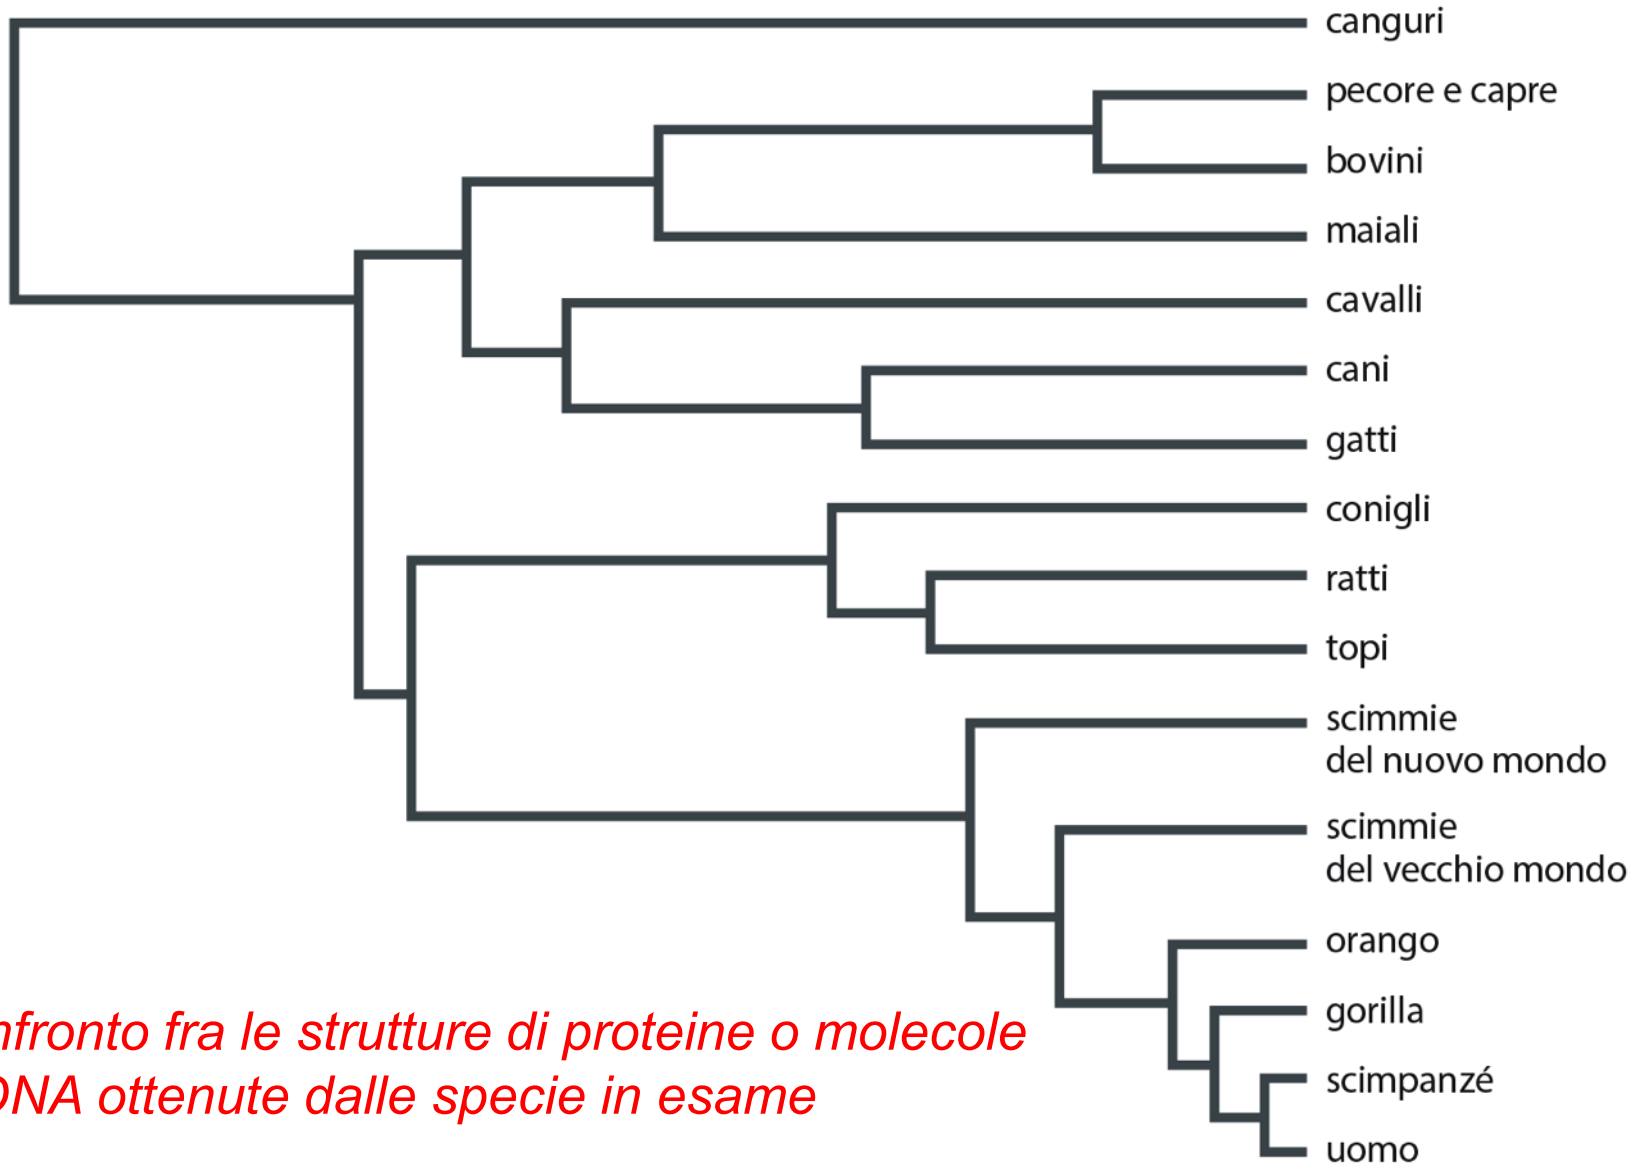 canguri
pecore e capre
bovini
maiali
cavalli
cani
gatti
conigli
ratti
topi
scimmie
del nuovo mondo
scimmie
del vecchio mondo
orango
gorilla
scimpanzé
uomo
nfronto fra le strutture di proteine o molecole
DNA ottenute dalle specie in esame